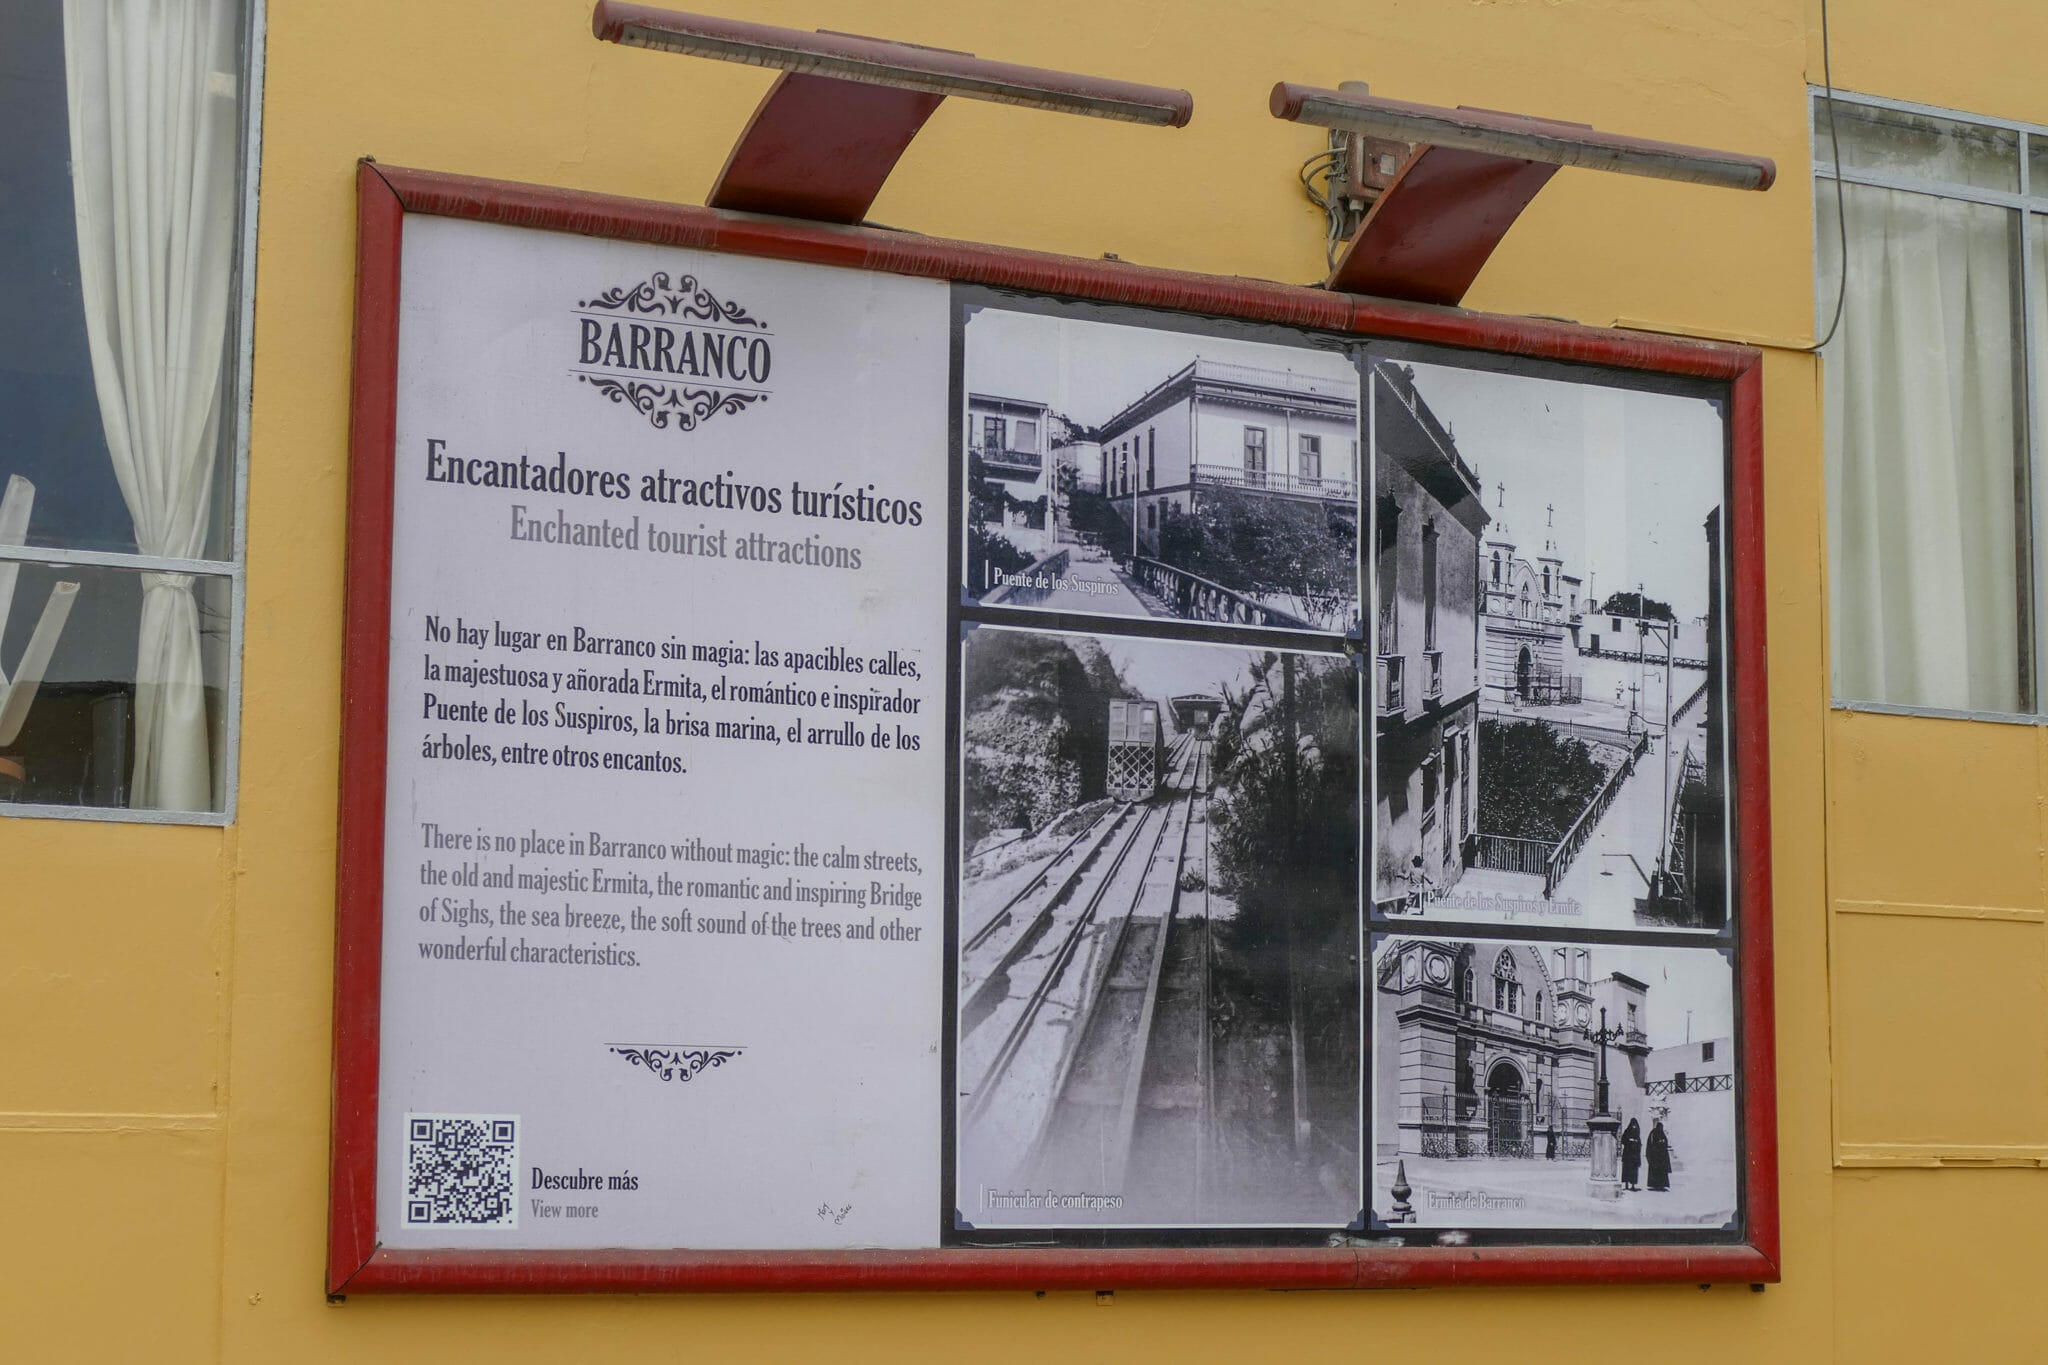 BARRANCO
Encantadores atractivos turísticos
Enchanted tourist attractions
No hay lugar en Barranco sin magia: las apacibles calles,
la majestuosa y añorada Ermita, el romántico e inspirador
Puente de los Suspiros, la brisa marina, el arrullo de los
árboles, entre otros encantos.
There is no place in Barranco without magic: the calm streets,
the old and majestic Ermita, the romantic and inspiring Bridge
of Sighs, the sea breeze, the soft sound of the trees and other
wonderful characteristics.
Descubre más
View more
Puente de los Suspiros
Funicular de contrapeso
Puente de los Suspiros y Ermita
Ermita de Barranco